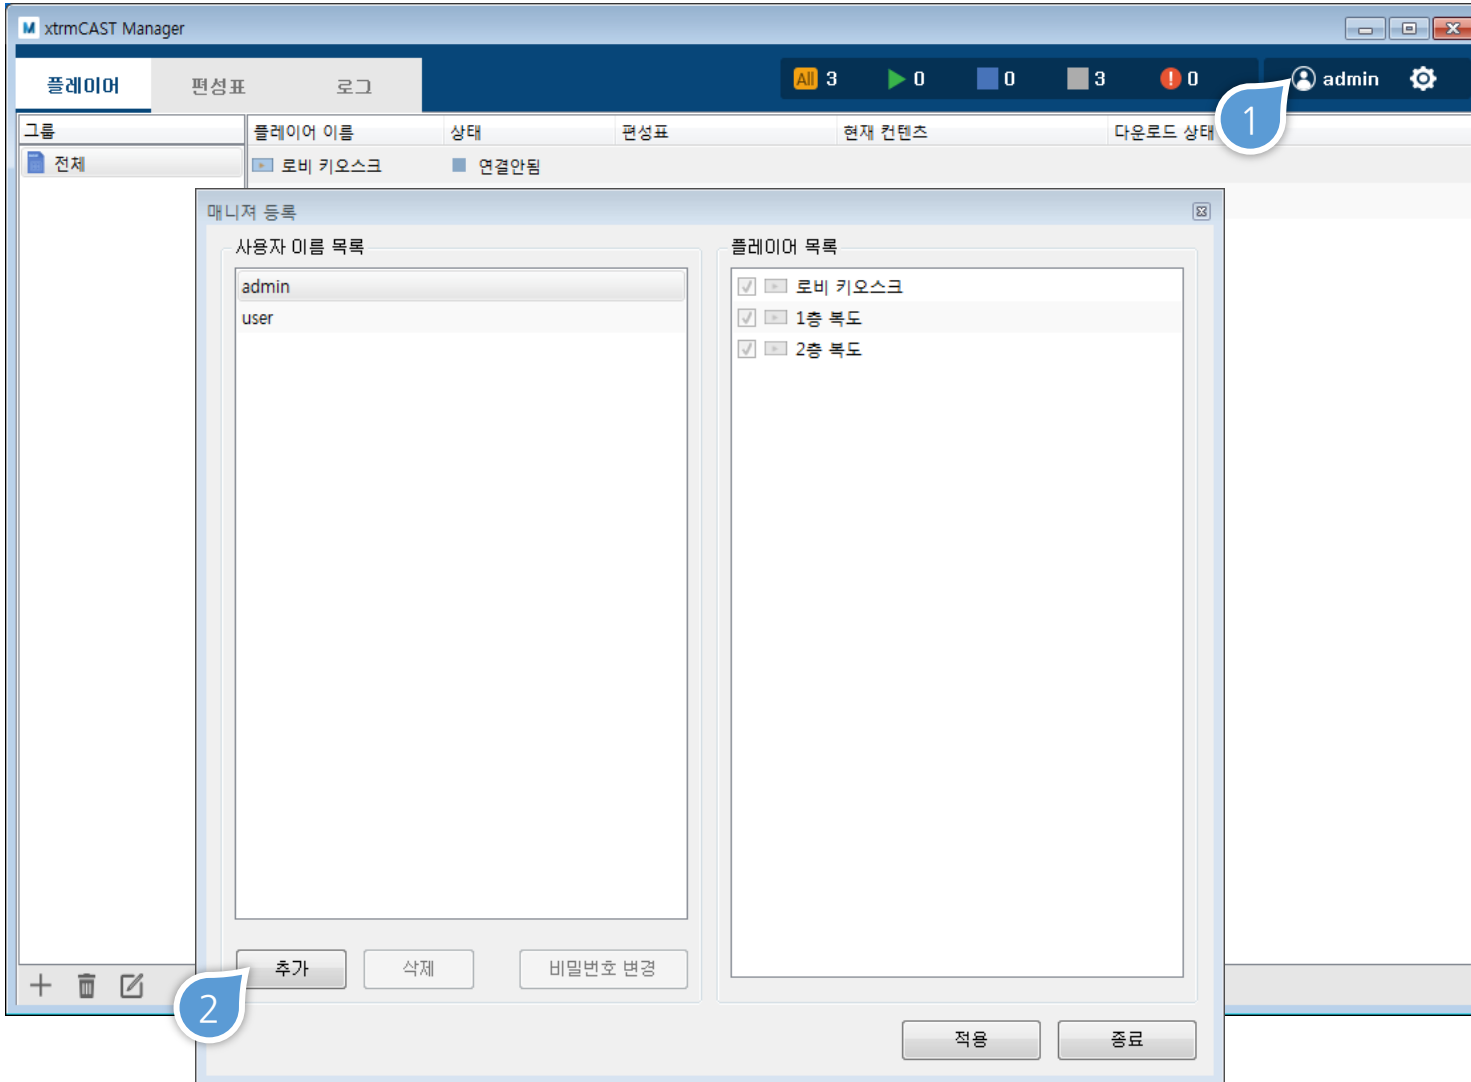 M xtrmCAST Manager
플레이어 편성표 로그 All 3 0 0 3 ! 0 admin
1
그룹 플레이어 이름 상태 편성표 현재 컨텐츠 다운로드 상태
전체 로비 키오스크 연결안됨
매니져 등록
사용자 이름 목록 플레이어 목록
admin 로비 키오스크
user 1층 복도
2층 복도
추가 삭제 비밀번호 변경
2
적용 종료